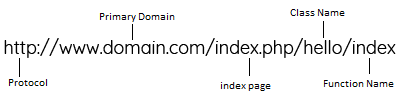 Class Name
Primary Domain
http://www.domain.com/index.php/hello/index
Protocol
index page
Function Name